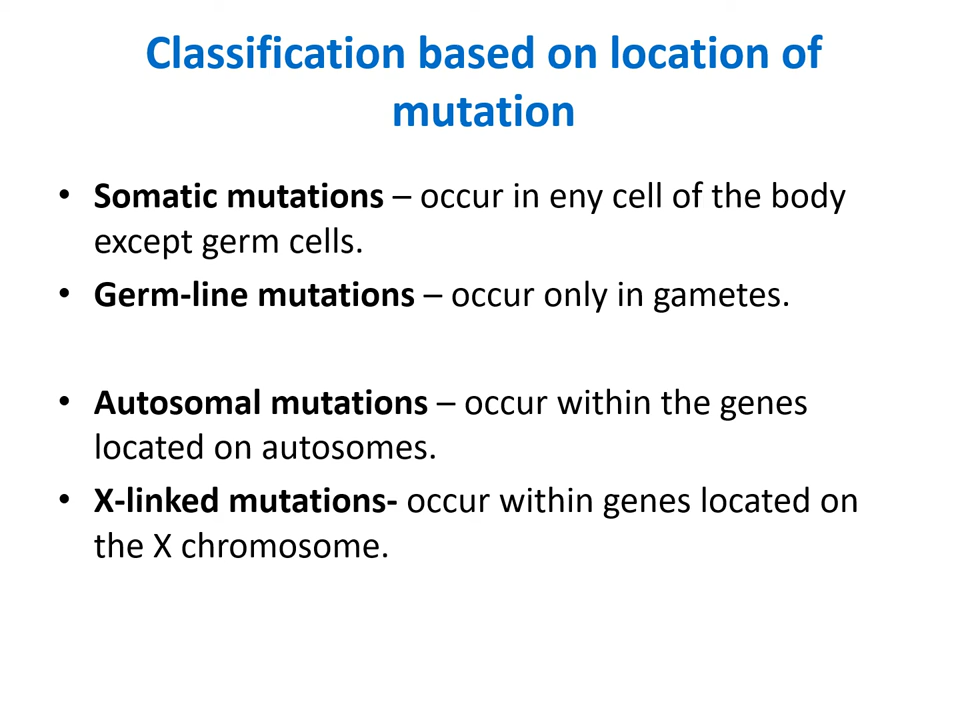 Classification based on location of
mutation
• Somatic mutations – occur in eny cell of the body
except germ cells.
• Germ-line mutations – occur only in gametes.
• Autosomal mutations – occur within the genes
located on autosomes.
• X-linked mutations- occur within genes located on
the X chromosome.